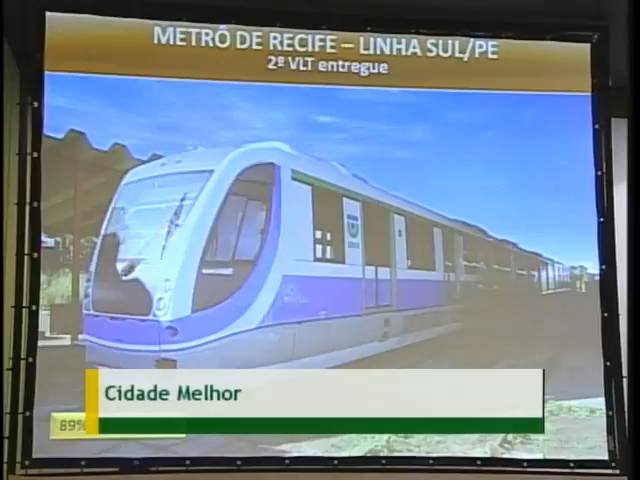 METRÔ DE RECIFE – LINHA SUL/PE
2º VLT entregue
Cidade Melhor
89%